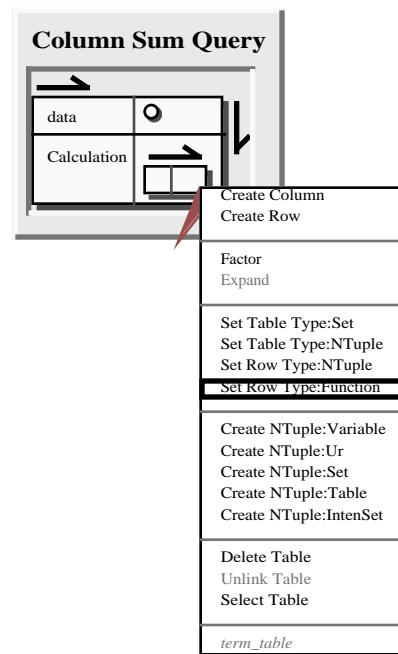 Column Sum Query
data
Calculation
Create Column
Create Row
Factor
Expand
Set Table Type:Set
Set Table Type:NTuple
Set Row Type:NTuple
Set Row Type:Function
Create NTuple:Variable
Create NTuple:Ur
Create NTuple:Set
Create NTuple:Table
Create NTuple:IntenSet
Delete Table
Unlink Table
Select Table
term_table